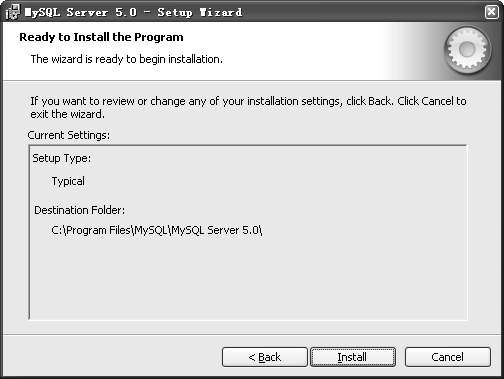 MySQL Server 5.0 - Setup Wizard
Ready to Install the Program
The wizard is ready to begin installation.
If you want to review or change any of your installation settings, click Back. Click Cancel to
exit the wizard.
Current Settings:
Setup Type:
Typical
Destination Folder:
C:\Program Files\MySQL\MySQL Server 5.0\
< Back
Install
Cancel